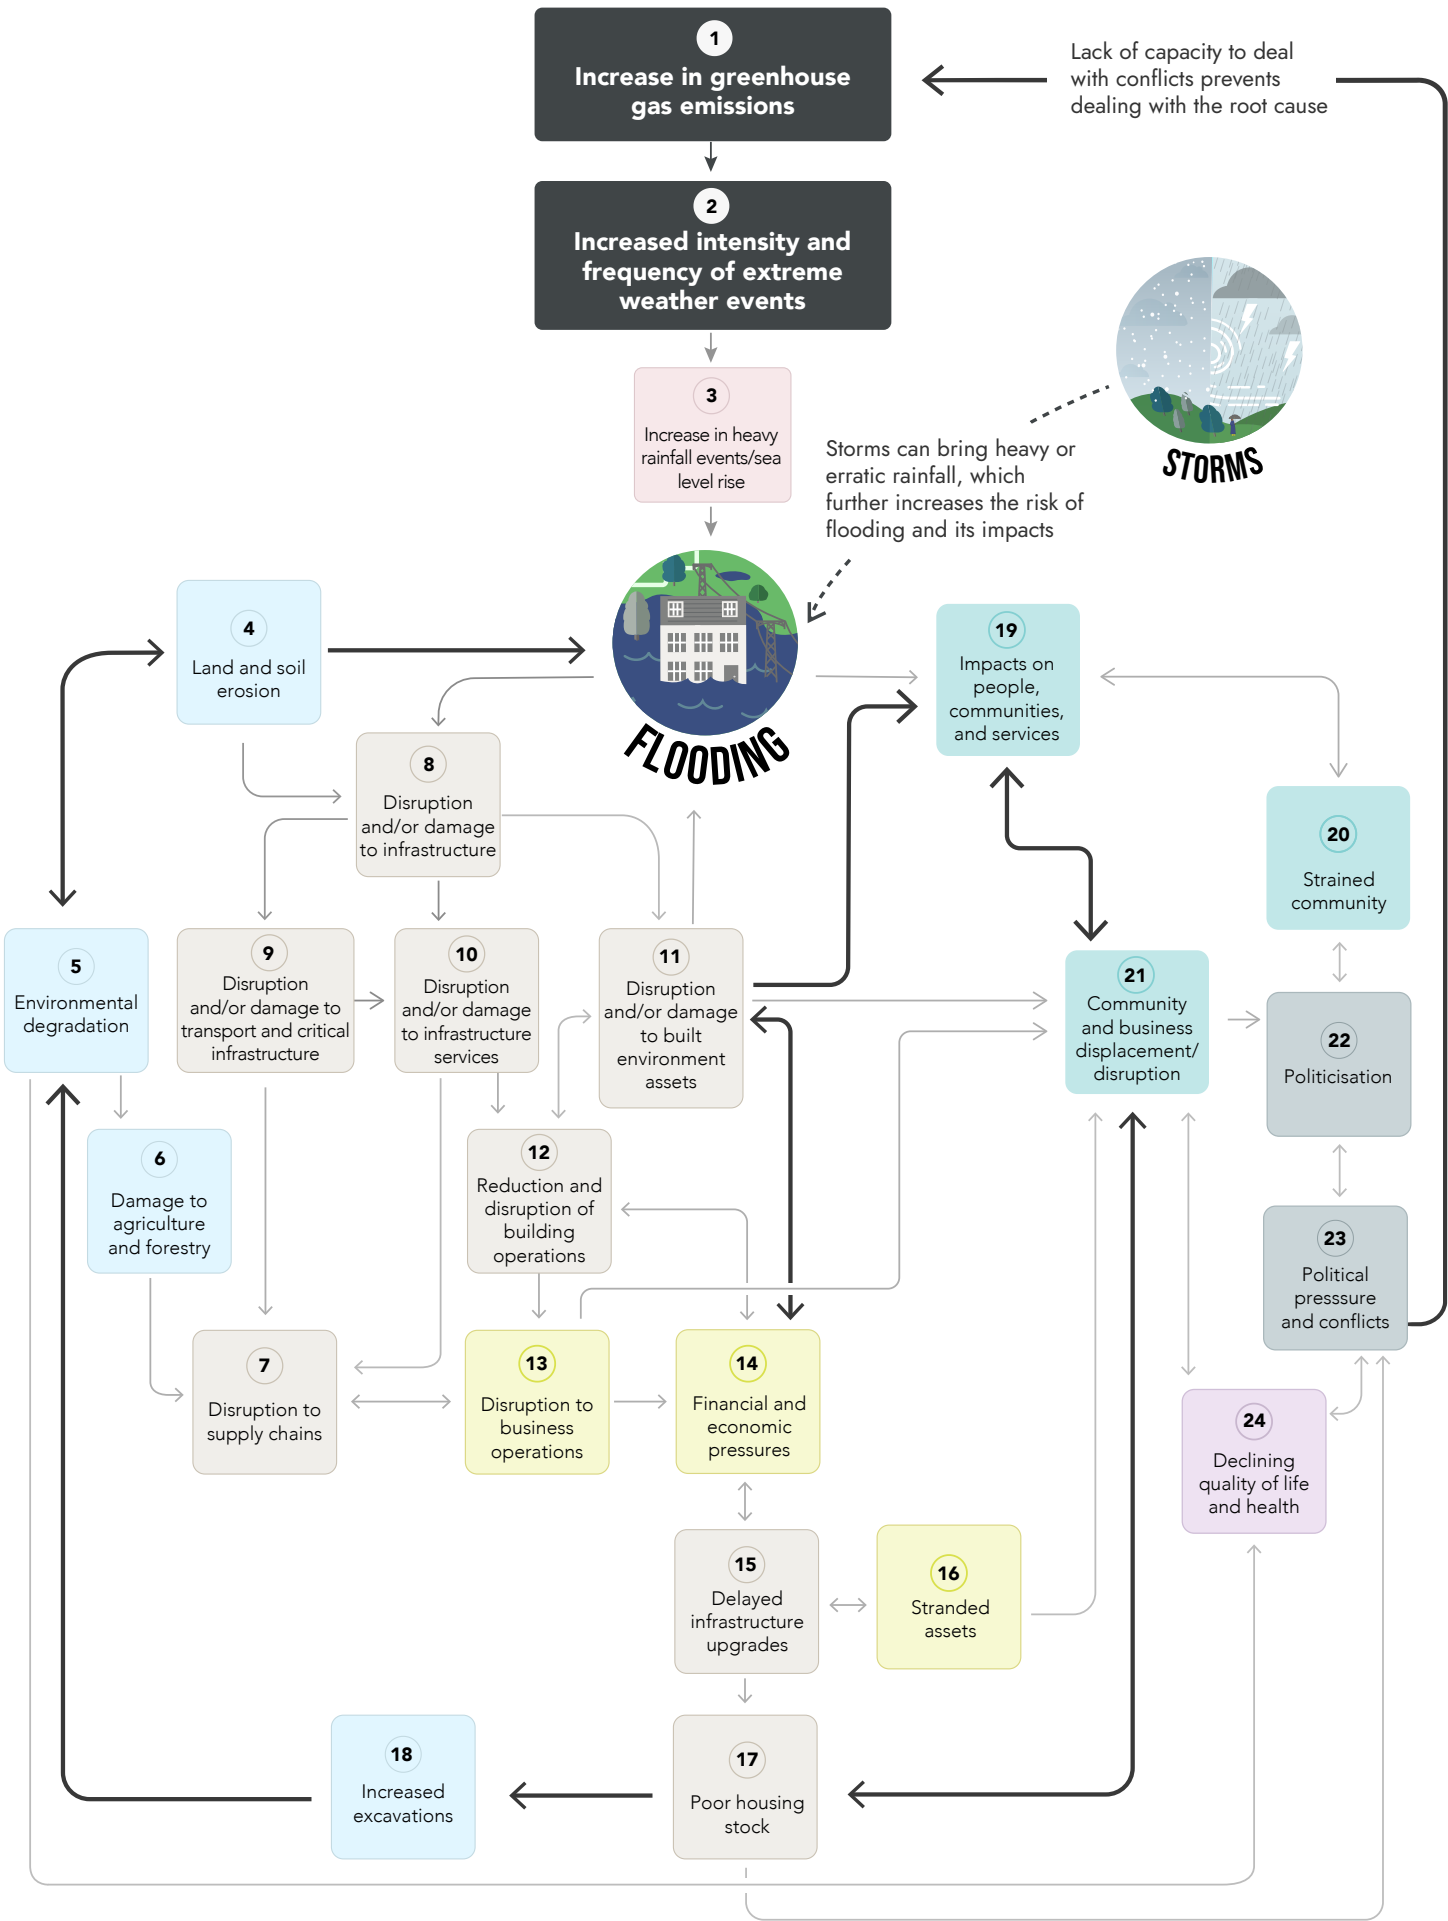 1
Increase in greenhouse
gas emissions
Lack of capacity to deal
with conflicts prevents
dealing with the root cause
2
Increased intensity and
frequency of extreme
weather events
3
Increase in heavy
rainfall events/sea
level rise
STORMS
Storms can bring heavy or
erratic rainfall, which
further increases the risk of
flooding and its impacts
FLOODING
4
Land and soil
erosion
5
Environmental
degradation
6
Damage to
agriculture
and forestry
7
Disruption to
supply chains
8
Disruption
and/or damage
to infrastructure
9
Disruption
and/or damage to
transport and critical
infrastructure
10
Disruption
and/or damage
to infrastructure
services
11
Disruption
and/or damage
to built
environment
assets
12
Reduction and
disruption of
building
operations
13
Disruption to
business
operations
14
Financial and
economic
pressures
15
Delayed
infrastructure
upgrades
16
Stranded
assets
17
Poor housing
stock
18
Increased
excavations
19
Impacts on
people,
communities,
and services
20
Strained
community
21
Community
and business
displacement/
disruption
22
Politicisation
23
Political
presssure
and conflicts
24
Declining
quality of life
and health